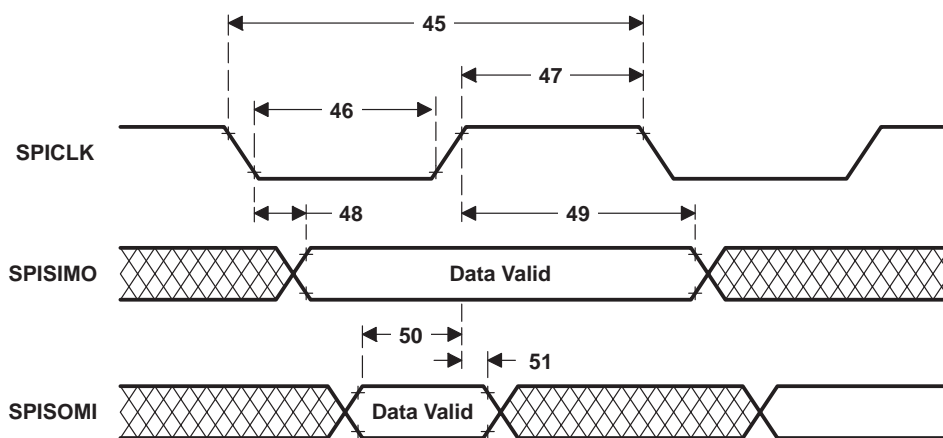 45
47
46
SPICLK
48
49
SPISIMO
Data Valid
50
51
SPISOMI
Data Valid